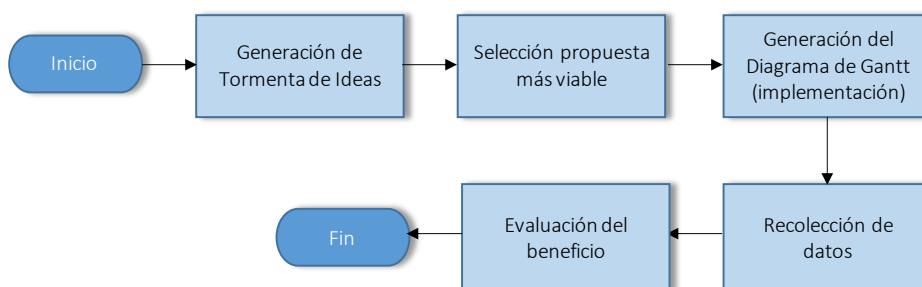 Inicio
Generación de
Tormenta de Ideas
Selección propuesta
más viable
Generación del
Diagrama de Gantt
(implementación)
Recolección de
datos
Evaluación del
beneficio
Fin